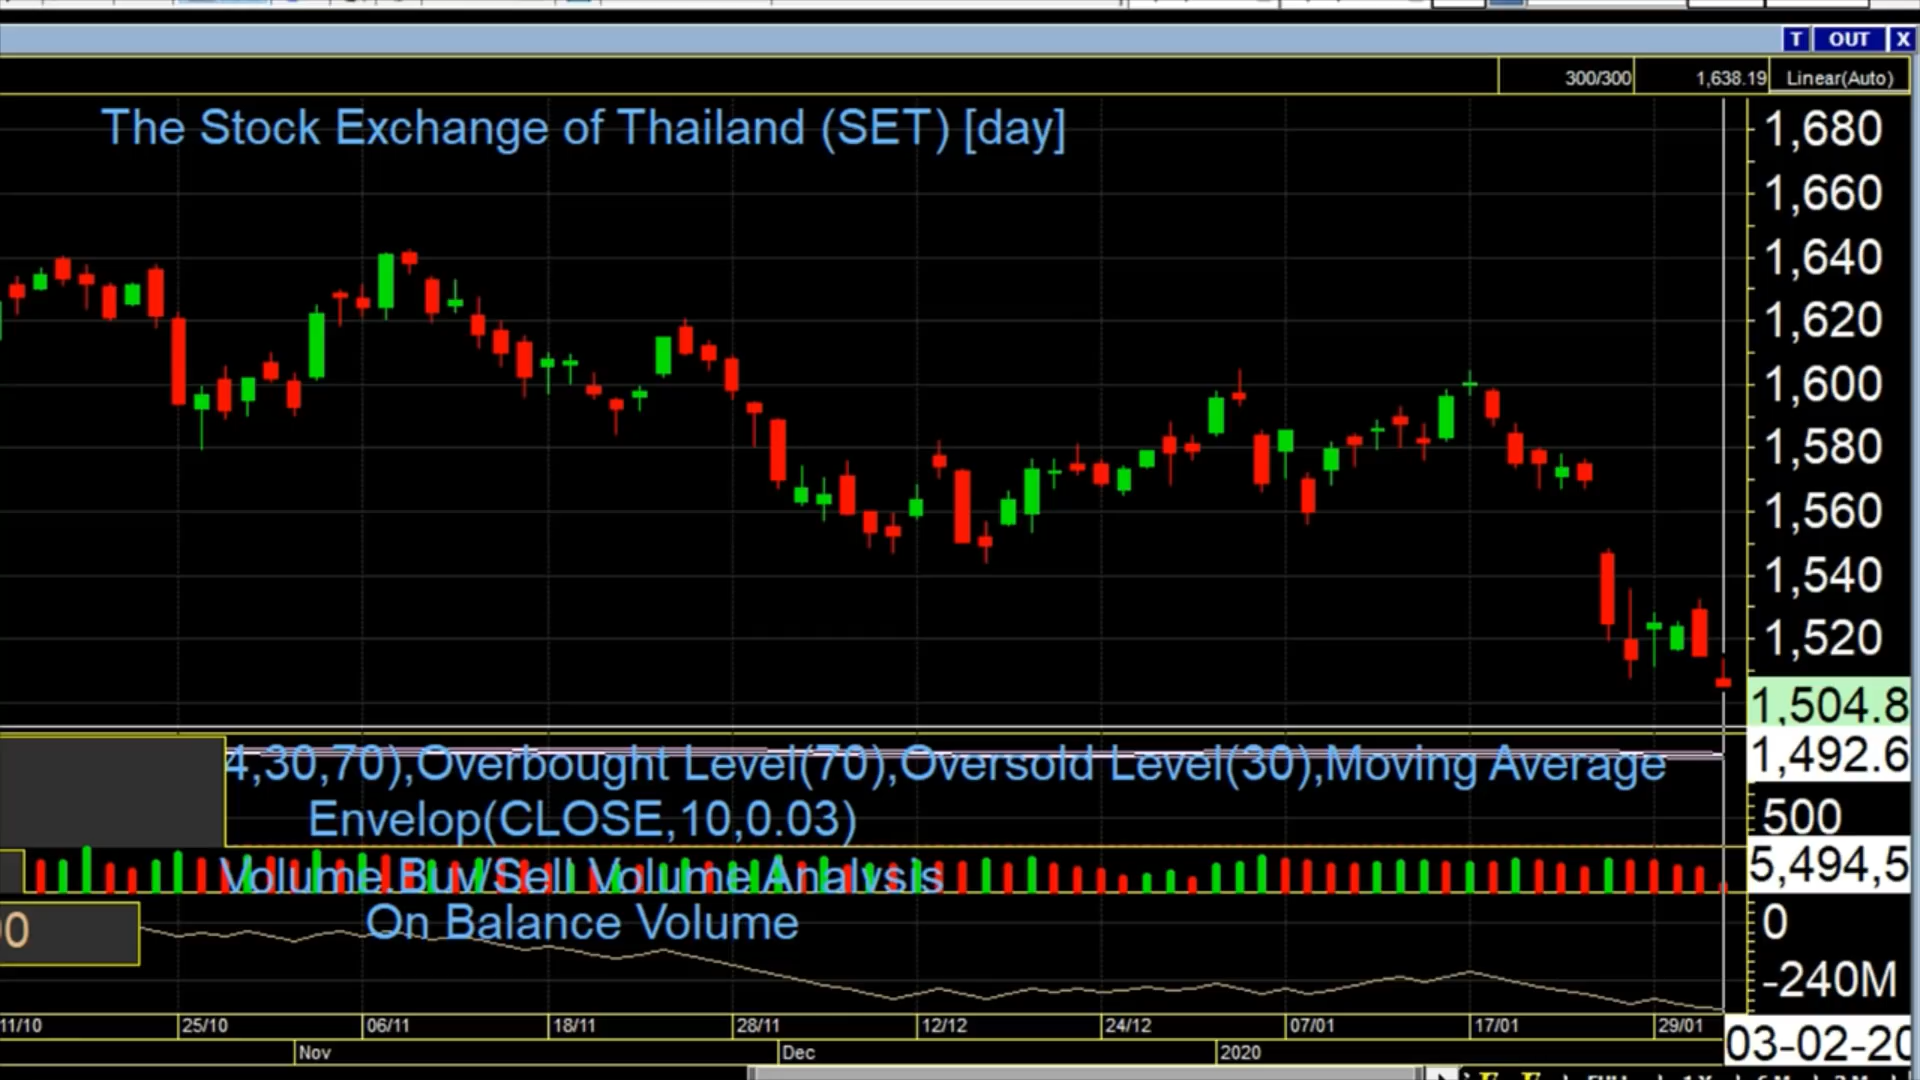 T OUT X
300/300 1,638.19 Linear(Auto)
The Stock Exchange of Thailand (SET) [day]
1,680
1,660
1,640
1,620
1,600
1,580
1,560
1,540
1,520
1,504.8
1,492.6
4,30,70),Overbought Level(70),Oversold Level(30),Moving Average
Envelop(CLOSE,10,0.03)
500
Volume,Buy/Sell Volume Analysis
5,494,5
00
On Balance Volume
0
-240M
11/10 25/10 06/11 18/11 28/11 12/12 24/12 07/01 17/01 29/01
03-02-20
Nov Dec 2020